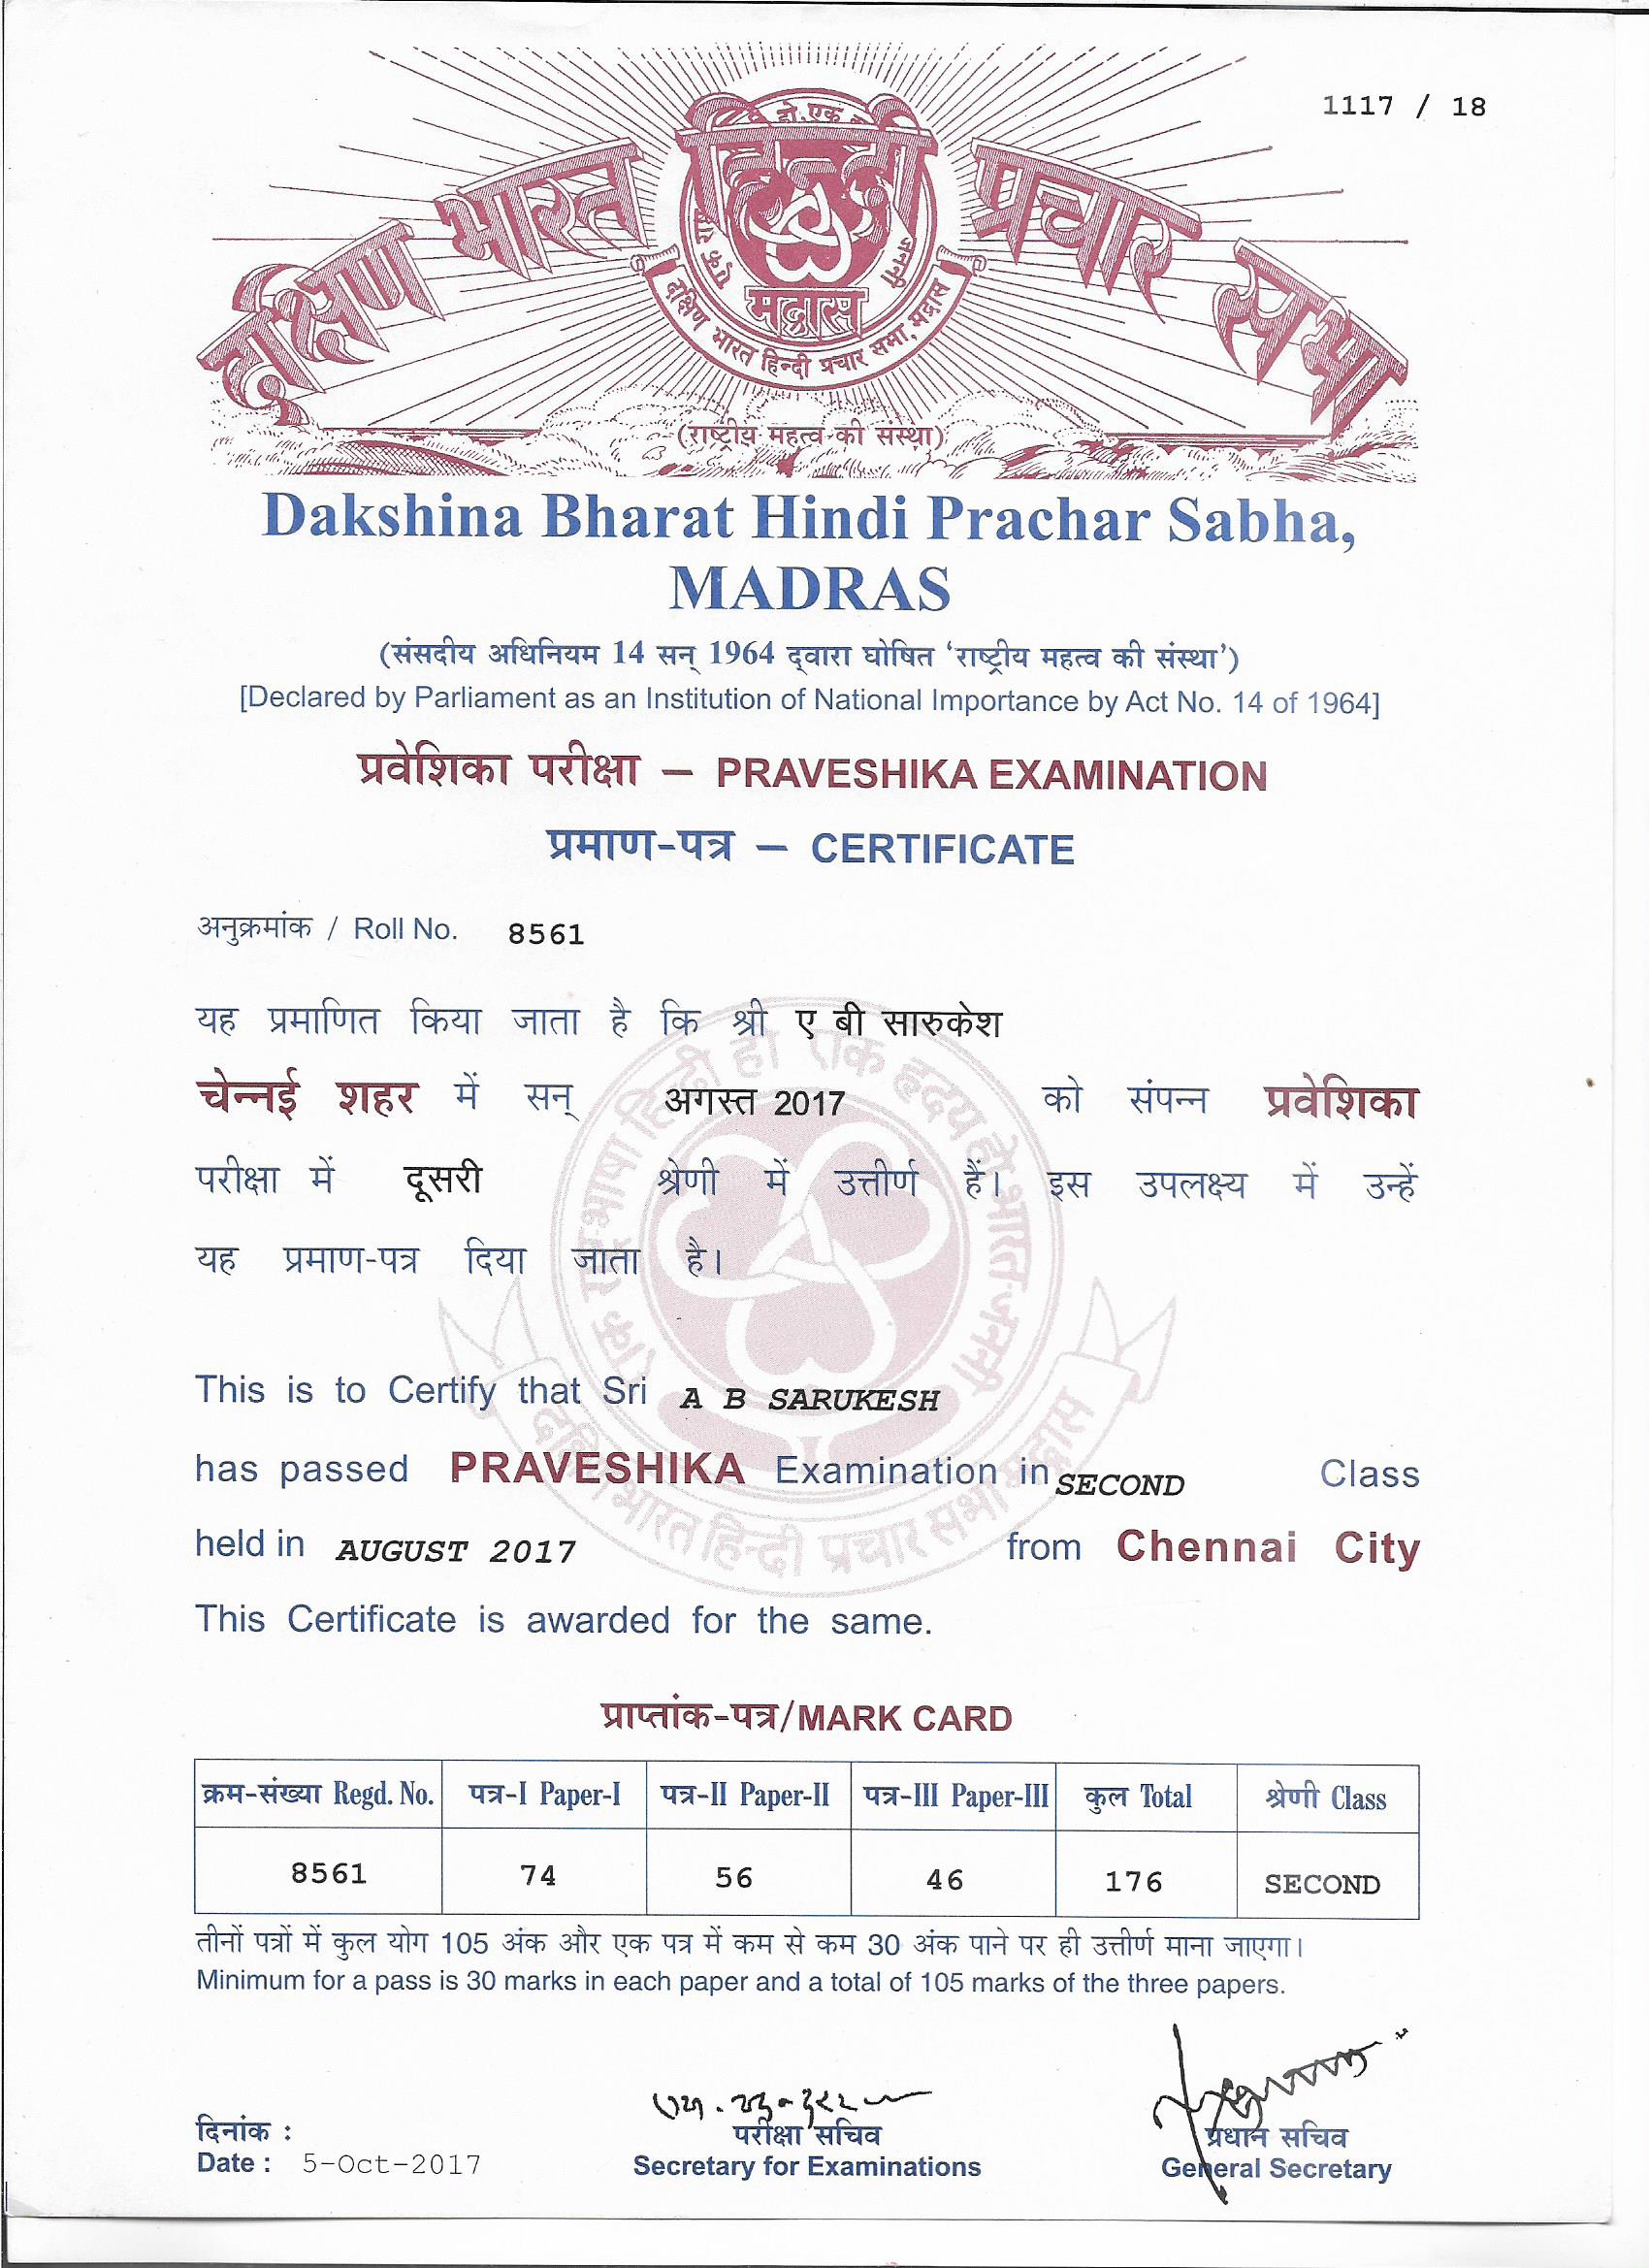 1117 / 18
दक्षिण भारत हिन्दी प्रचार सभा
मद्रास
दक्षिण भारत हिन्दी प्रचार सभा, मद्रास
(राष्ट्रीय महत्व की संस्था)
Dakshina Bharat Hindi Prachar Sabha,
MADRAS
(संसदीय अधिनियम 14 सन् 1964 द्वारा घोषित ‘राष्ट्रीय महत्व की संस्था’)
[Declared by Parliament as an Institution of National Importance by Act No. 14 of 1964]
प्रवेशिका परीक्षा – PRAVESHIKA EXAMINATION
प्रमाण-पत्र – CERTIFICATE
अनुक्रमांक / Roll No. 8561
यह प्रमाणित किया जाता है कि श्री ए बी सारुकेश
चेन्नई शहर में सन् अगस्त 2017 को संपन्न प्रवेशिका
परीक्षा में दूसरी श्रेणी में उत्तीर्ण हैं। इस उपलक्ष्य में उन्हें
यह प्रमाण-पत्र दिया जाता है।
This is to Certify that Sri A B SARUKESH
has passed PRAVESHIKA Examination in SECOND Class
held in AUGUST 2017 from Chennai City
This Certificate is awarded for the same.
प्राप्तांक-पत्र/MARK CARD
क्रम-संख्या Regd. No. पत्र-I Paper-I पत्र-II Paper-II पत्र-III Paper-III कुल Total श्रेणी Class
8561 74 56 46 176 SECOND
तीनों पत्रों में कुल योग 105 अंक और एक पत्र में कम से कम 30 अंक पाने पर ही उत्तीर्ण माना जाएगा।
Minimum for a pass is 30 marks in each paper and a total of 105 marks of the three papers.
दिनांक : परीक्षा सचिव प्रधान सचिव
Date : 5-Oct-2017 Secretary for Examinations General Secretary